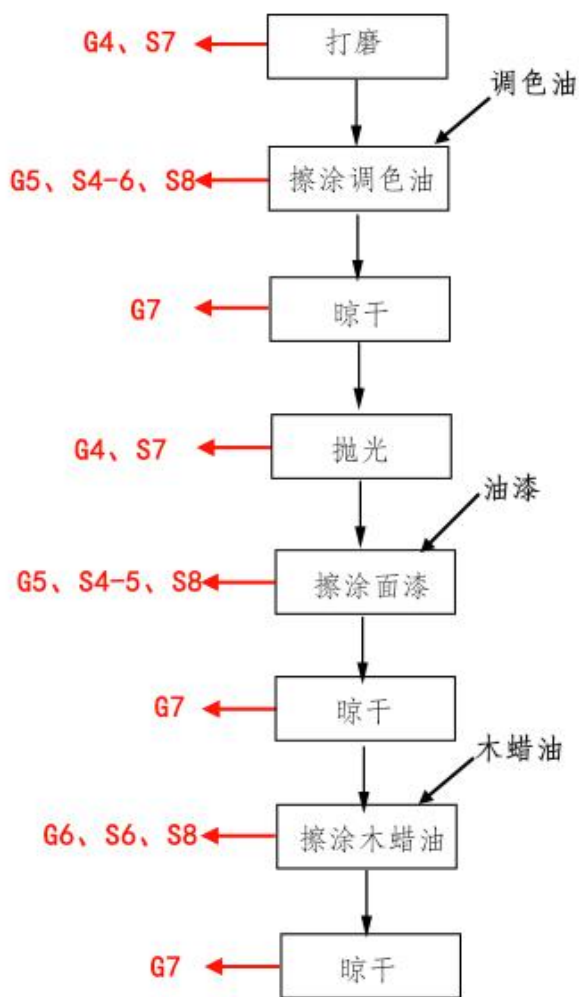 G4、S7
打磨
调色油
G5、S4-6、S8
擦涂调色油
G7
晾干
G4、S7
抛光
油漆
G5、S4-5、S8
擦涂面漆
G7
晾干
木蜡油
G6、S6、S8
擦涂木蜡油
G7
晾干